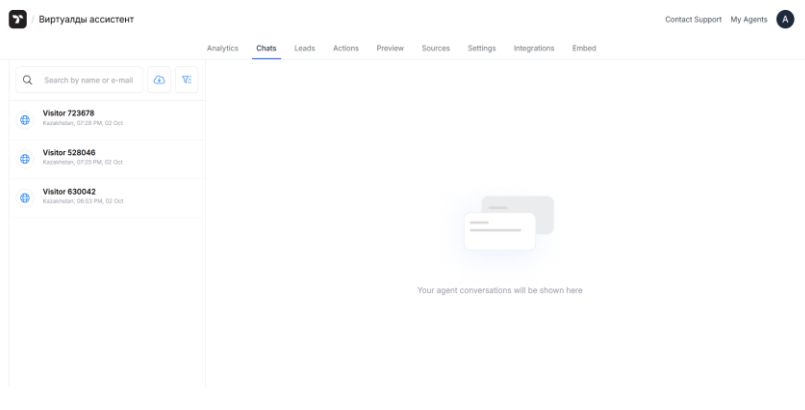 / Виртуалды ассистент
Contact Support My Agents A
Analytics Chats Leads Actions Preview Sources Settings Integrations Embed
Search by name or e-mail
Visitor 723678
Kazakhstan, 07:28 PM, 02 Oct
Visitor 528046
Kazakhstan, 07:25 PM, 02 Oct
Visitor 630042
Kazakhstan, 06:53 PM, 02 Oct
Your agent conversations will be shown here